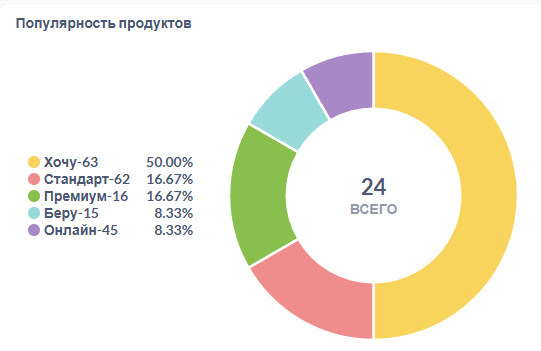 Популярность продуктов
Хочу-63 50.00%
Стандарт-62 16.67%
Премиум-16 16.67%
Беру-15 8.33%
Онлайн-45 8.33%
24
ВСЕГО